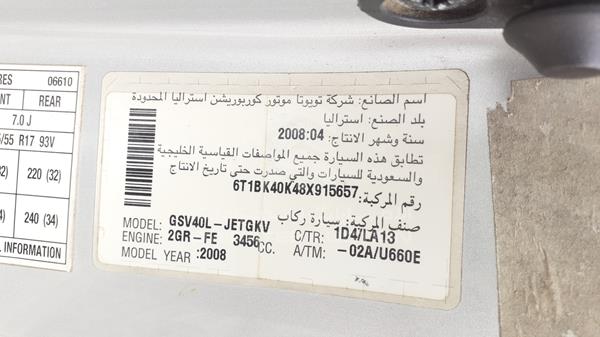 RES 06610
NT REAR
7.0 J
5/55 R17 93V
32) 220 (32)
34) 240 (34)
L INFORMATION
اسم الصانع: شركة تويوتا موتور كوربوريشن استراليا المحدودة
بلد الصنع: استراليا
سنة وشهر الانتاج: 2008:04
تطابق هذه السيارة جميع المواصفات القياسية الخليجية
والسعودية للسيارات والتي صدرت حتى تاريخ الانتاج
رقم المركبة: 6T1BK40K48X915657
صنف المركبة: سيارة ركاب
MODEL: GSV40L-JETGKV C/TR: 1D4/LA13
ENGINE: 2GR-FE 3456CC. A/TM: -02A/U660E
MODEL YEAR :2008